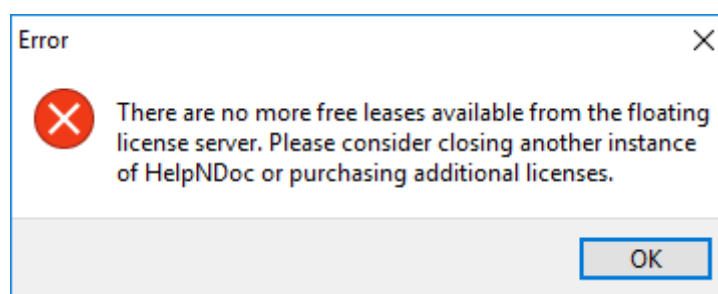 Error
There are no more free leases available from the floating
license server. Please consider closing another instance
of HelpNDoc or purchasing additional licenses.
OK